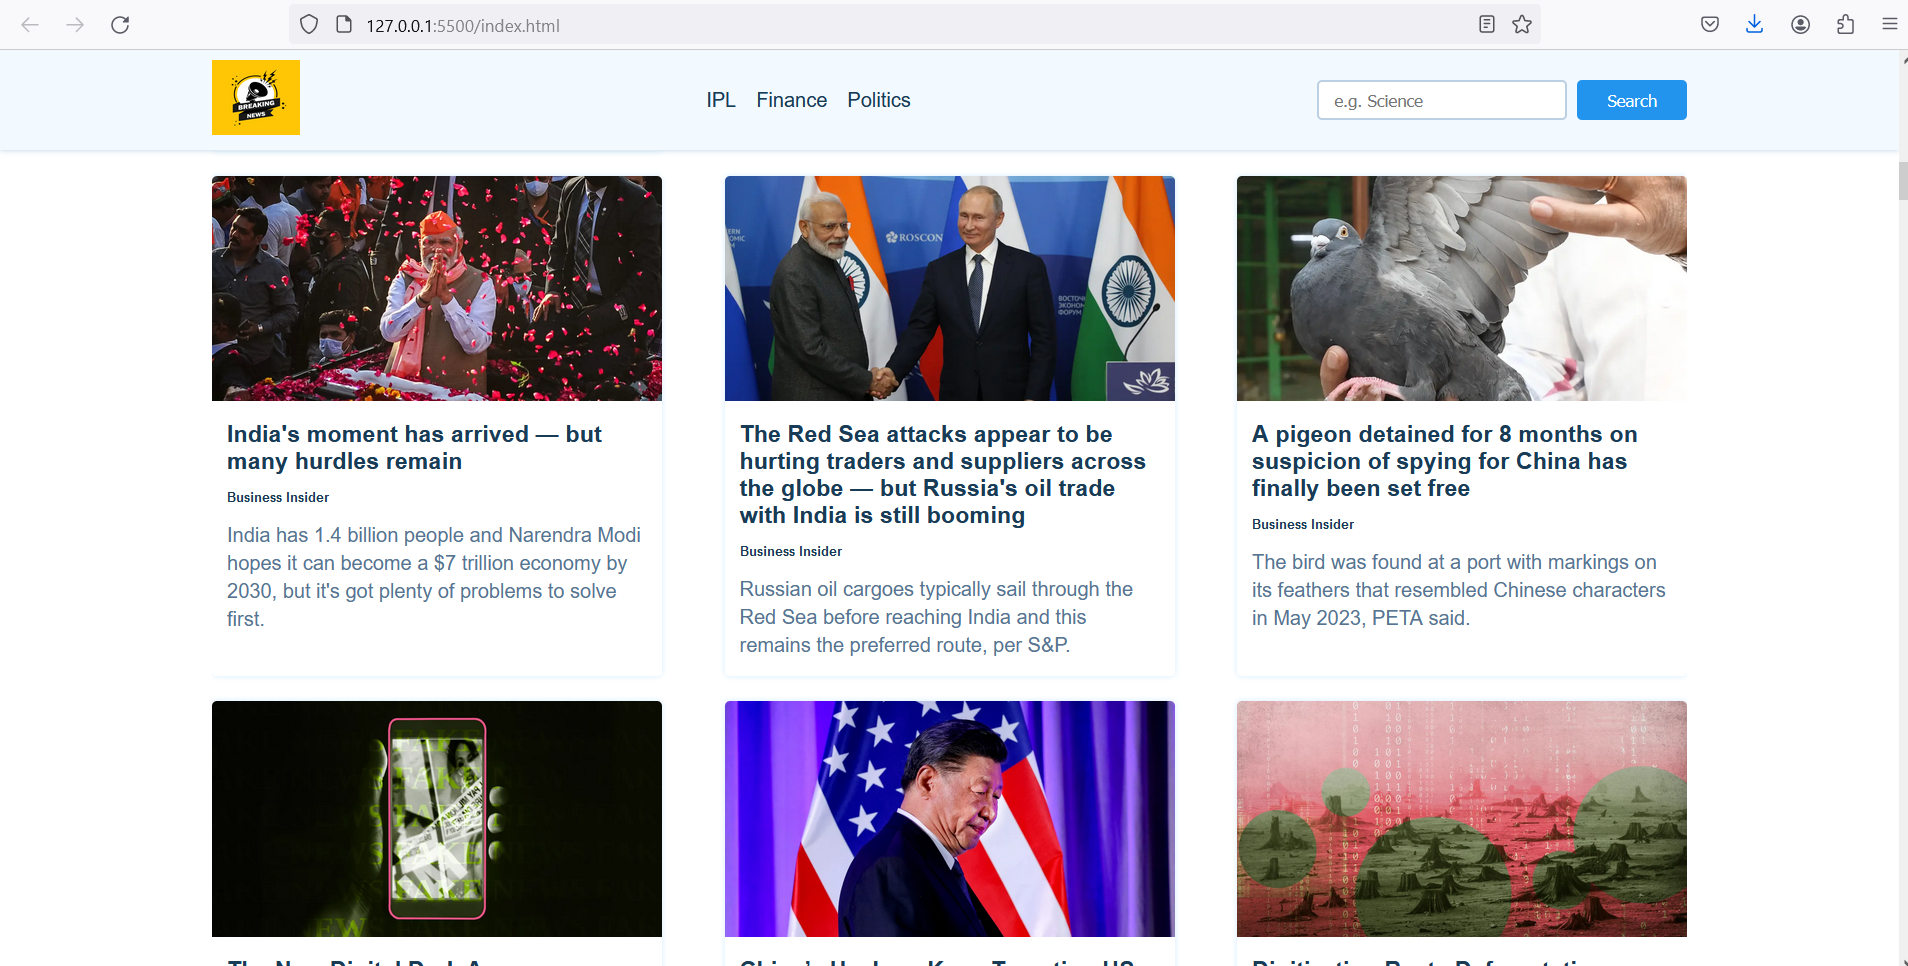 127.0.0.1:5500/index.html
BREAKING
NEWS
IPL Finance Politics
e.g. Science
Search
ROSCON
India's moment has arrived — but
many hurdles remain
Business Insider
India has 1.4 billion people and Narendra Modi
hopes it can become a $7 trillion economy by
2030, but it's got plenty of problems to solve
first.
The Red Sea attacks appear to be
hurting traders and suppliers across
the globe — but Russia's oil trade
with India is still booming
Business Insider
Russian oil cargoes typically sail through the
Red Sea before reaching India and this
remains the preferred route, per S&P.
A pigeon detained for 8 months on
suspicion of spying for China has
finally been set free
Business Insider
The bird was found at a port with markings on
its feathers that resembled Chinese characters
in May 2023, PETA said.